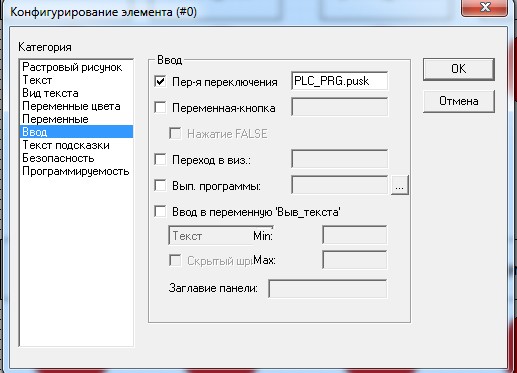 Конфигурирование элемента (#0)
Категория
Растровый рисунок
Текст
Вид текста
Переменные цвета
Переменные
Ввод
Текст подсказки
Безопасность
Программируемость
Ввод
Пер-я переключения PLC_PRG.pusk
Переменная-кнопка
Нажатие FALSE
Переход в виз.:
Вып. программы: ...
Ввод в переменную 'Выв_текста'
Текст Min:
Скрытый шри Max:
Заглавие панели:
OK
Отмена